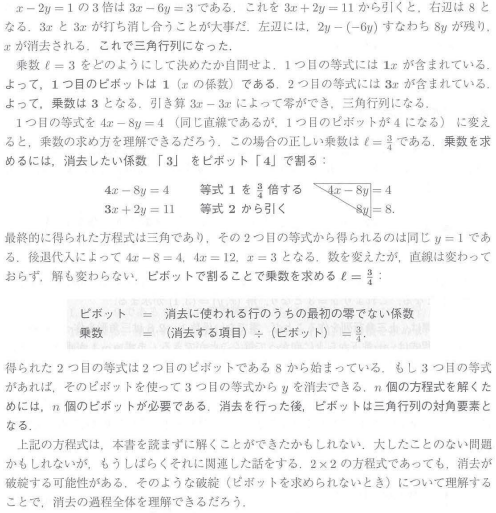 x − 2y = 1 の 3 倍は 3x − 6y = 3 である．これを 3x + 2y = 11 から引くと，右辺は 8 と
なる．3x と 3x が打ち消し合うことが大事だ．左辺には，2y − (−6y) すなわち 8y が残り，
x が消去される．これで三角行列になった．
乗数 ℓ = 3 をどのようにして決めたか自問せよ．1 つ目の等式には 1x が含まれている．
よって，1 つ目のピボットは 1（x の係数）である．2 つ目の等式には 3x が含まれている．
よって，乗数は 3 となる．引き算 3x − 3x によって零ができ，三角行列になる．
1 つ目の等式を 4x − 8y = 4 （同じ直線であるが，1 つ目のピボットが 4 になる） に変え
ると，乗数の求め方を理解できるだろう．この場合の正しい乗数は ℓ = 3/4 である．乗数を求
めるには，消去したい係数 「3」 をピボット「4」で割る：
4x − 8y = 4 等式 1 を 3/4 倍する 4x − 8y = 4
3x + 2y = 11 等式 2 から引く 8y = 8.
最終的に得られた方程式は三角であり，その 2 つ目の等式から得られるのは同じ y = 1 であ
る．後退代入によって 4x − 8 = 4，4x = 12，x = 3 となる．数を変えたが，直線は変わって
おらず，解も変わらない．ピボットで割ることで乗数を求める ℓ = 3/4：
ピボット = 消去に使われる行のうちの最初の零でない係数
乗数 = （消去する項目）÷（ピボット） = 3/4.
得られた 2 つ目の等式は 2 つ目のピボットである 8 から始まっている．もし 3 つ目の等式
があれば，そのピボットを使って 3 つ目の等式から y を消去できる．n 個の方程式を解くた
めには，n 個のピボットが必要である．消去を行った後，ピボットは三角行列の対角要素と
なる．
上記の方程式は，本書を読まずに解くことができたかもしれない．大したことのない問題
かもしれないが，もうしばらくそれに関連した話をする．2×2 の方程式であっても，消去が
破綻する可能性がある．そのような破綻（ピボットを求められないとき）について理解する
ことで，消去の過程全体を理解できるだろう．